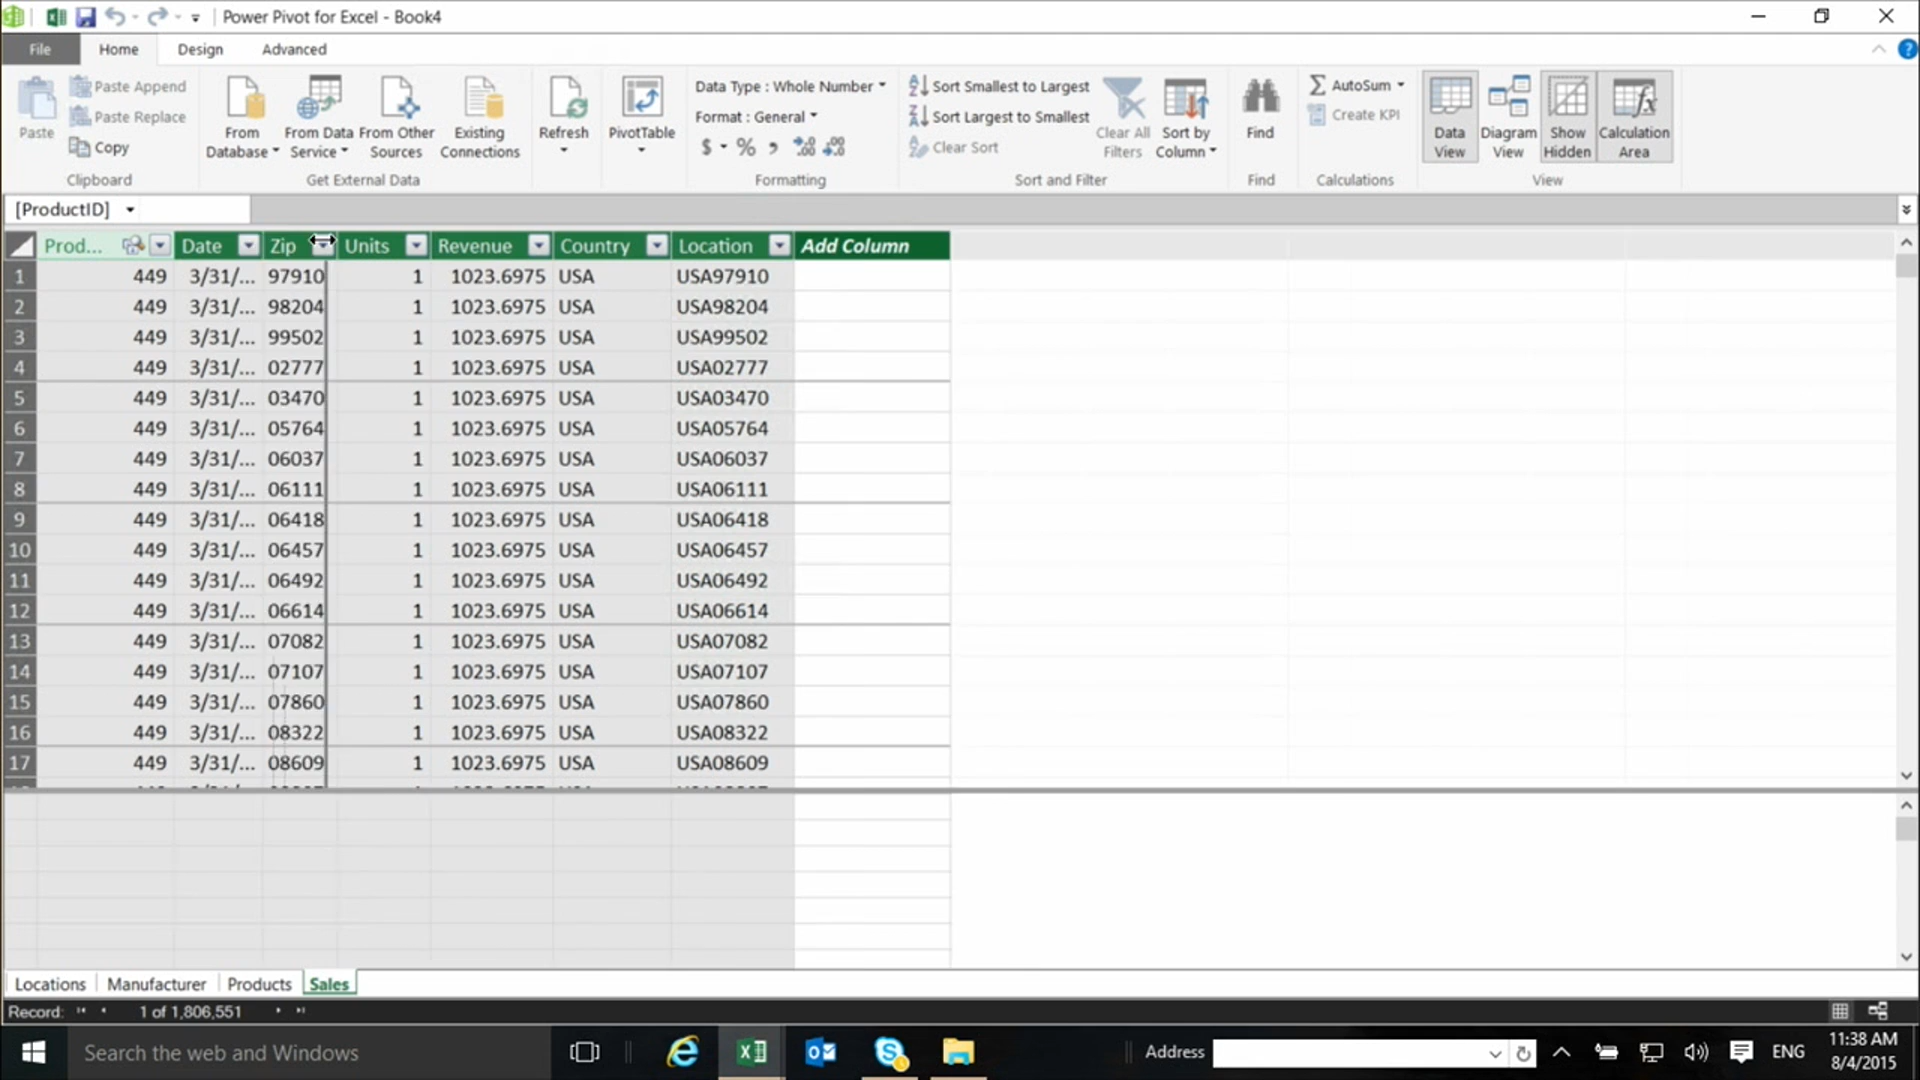 Power Pivot for Excel - Book4
File Home Design Advanced
Paste
Paste Append
Paste Replace
Copy
Clipboard
From Database
From Data Service
From Other Sources
Existing Connections
Get External Data
Refresh
PivotTable
Data Type : Whole Number
Format : General
$ % ,
Formatting
Sort Smallest to Largest
Sort Largest to Smallest
Clear Sort
Clear All Filters
Sort by Column
Sort and Filter
Find
Find
AutoSum
Create KPI
Calculations
Data View
Diagram View
Show Hidden
Calculation Area
View
[ProductID]
Prod... Date Zip Units Revenue Country Location Add Column
1 449 3/31/... 97910 1 1023.6975 USA USA97910
2 449 3/31/... 98204 1 1023.6975 USA USA98204
3 449 3/31/... 99502 1 1023.6975 USA USA99502
4 449 3/31/... 02777 1 1023.6975 USA USA02777
5 449 3/31/... 03470 1 1023.6975 USA USA03470
6 449 3/31/... 05764 1 1023.6975 USA USA05764
7 449 3/31/... 06037 1 1023.6975 USA USA06037
8 449 3/31/... 06111 1 1023.6975 USA USA06111
9 449 3/31/... 06418 1 1023.6975 USA USA06418
10 449 3/31/... 06457 1 1023.6975 USA USA06457
11 449 3/31/... 06492 1 1023.6975 USA USA06492
12 449 3/31/... 06614 1 1023.6975 USA USA06614
13 449 3/31/... 07082 1 1023.6975 USA USA07082
14 449 3/31/... 07107 1 1023.6975 USA USA07107
15 449 3/31/... 07860 1 1023.6975 USA USA07860
16 449 3/31/... 08322 1 1023.6975 USA USA08322
17 449 3/31/... 08609 1 1023.6975 USA USA08609
Locations Manufacturer Products Sales
Record: 1 of 1,806,551
Search the web and Windows
Address
ENG
11:38 AM
8/4/2015